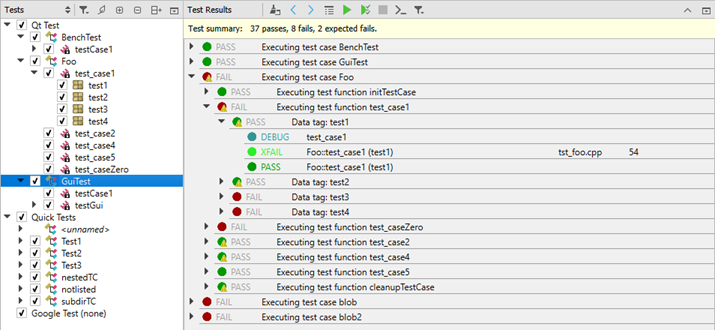 Tests
Qt Test
BenchTest
testCase1
Foo
test_case1
test1
test2
test3
test4
test_case2
test_case4
test_case5
test_caseZero
GuiTest
testCase1
testGui
Quick Tests
<unnamed>
Test1
Test2
Test3
nestedTC
notlisted
subdirTC
Google Test (none)
Test Results
Test summary: 37 passes, 8 fails, 2 expected fails.
PASS Executing test case BenchTest
PASS Executing test case GuiTest
FAIL Executing test case Foo
PASS Executing test function initTestCase
FAIL Executing test function test_case1
PASS Data tag: test1
DEBUG test_case1
XFAIL Foo::test_case1 (test1) tst_foo.cpp 54
PASS Foo::test_case1 (test1)
PASS Data tag: test2
FAIL Data tag: test3
FAIL Data tag: test4
FAIL Executing test function test_caseZero
PASS Executing test function test_case2
PASS Executing test function test_case4
PASS Executing test function test_case5
PASS Executing test function cleanupTestCase
FAIL Executing test case blob
FAIL Executing test case blob2